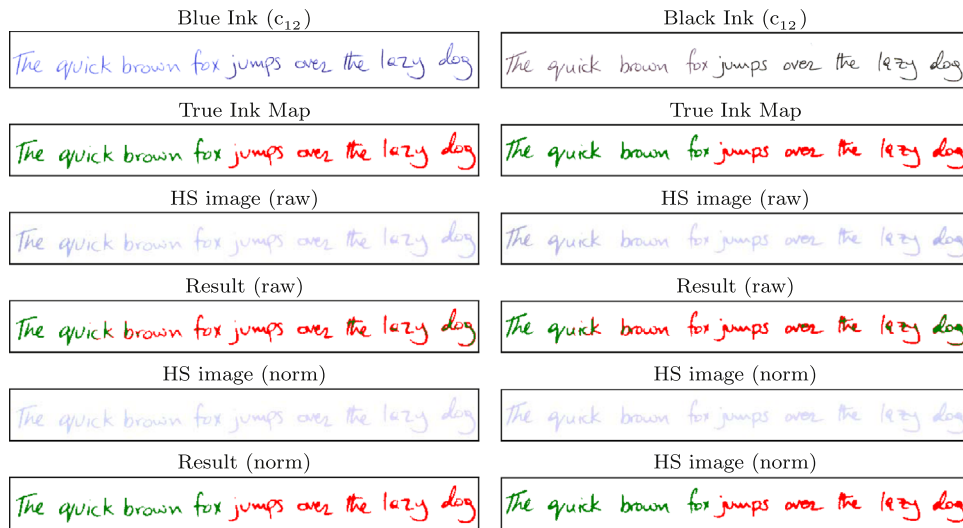 Blue Ink (c₁₂)
The quick brown fox jumps over the lazy dog
True Ink Map
The quick brown fox jumps over the lazy dog
HS image (raw)
The quick brown fox jumps over the lazy dog
Result (raw)
The quick brown fox jumps over the lazy dog
HS image (norm)
The quick brown fox jumps over the lazy dog
Result (norm)
The quick brown fox jumps over the lazy dog
Black Ink (c₁₂)
The quick brown fox jumps over the lazy dog
True Ink Map
The quick brown fox jumps over the lazy dog
HS image (raw)
The quick brown fox jumps over the lazy dog
Result (raw)
The quick brown fox jumps over the lazy dog
HS image (norm)
The quick brown fox jumps over the lazy dog
HS image (norm)
The quick brown fox jumps over the lazy dog